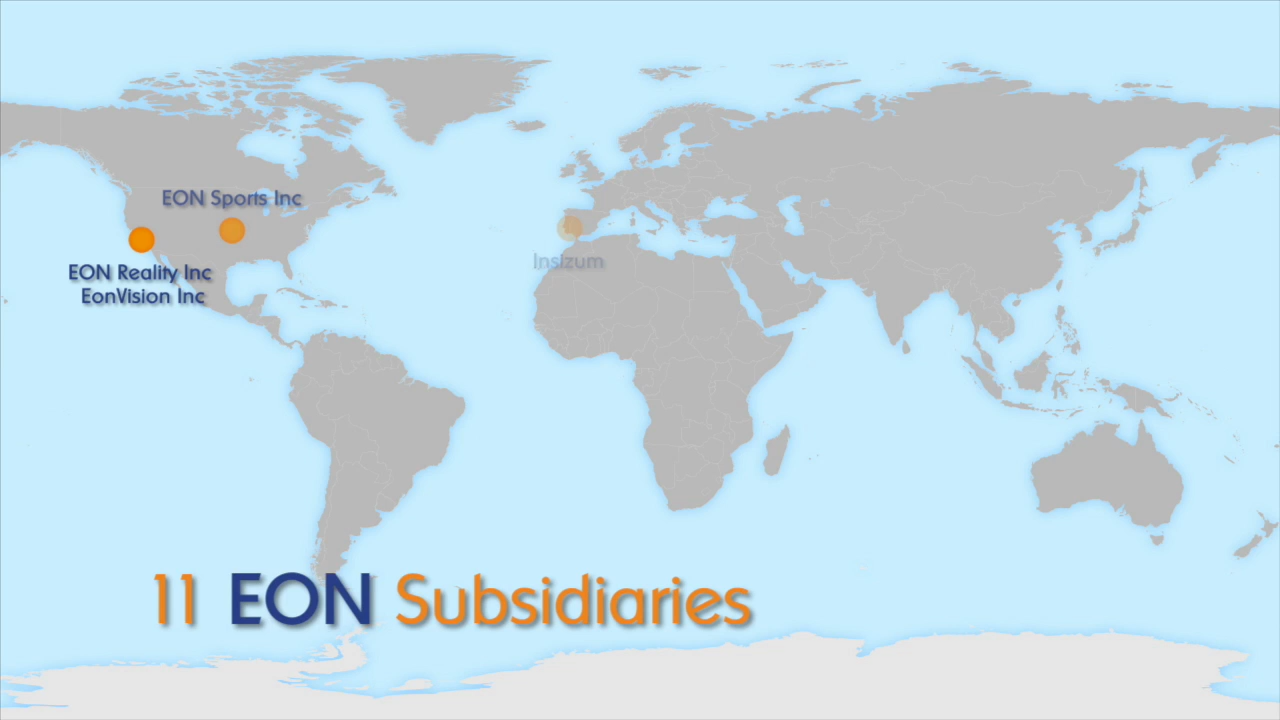 EON Sports Inc
Insizum
EON Reality Inc
EonVision Inc
11 EON Subsidiaries